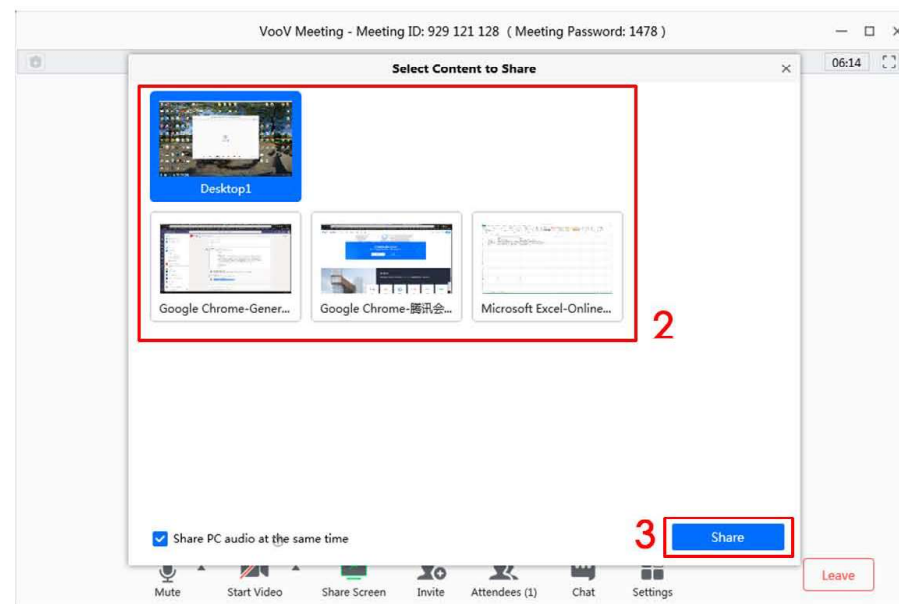 VooV Meeting - Meeting ID: 929 121 128 ( Meeting Password: 1478 )
06:14
Select Content to Share
Desktop1
Google Chrome-Gener...
Google Chrome-腾讯会...
Microsoft Excel-Online...
2
Share PC audio at the same time
3
Share
Mute
Start Video
Share Screen
Invite
Attendees (1)
Chat
Settings
Leave